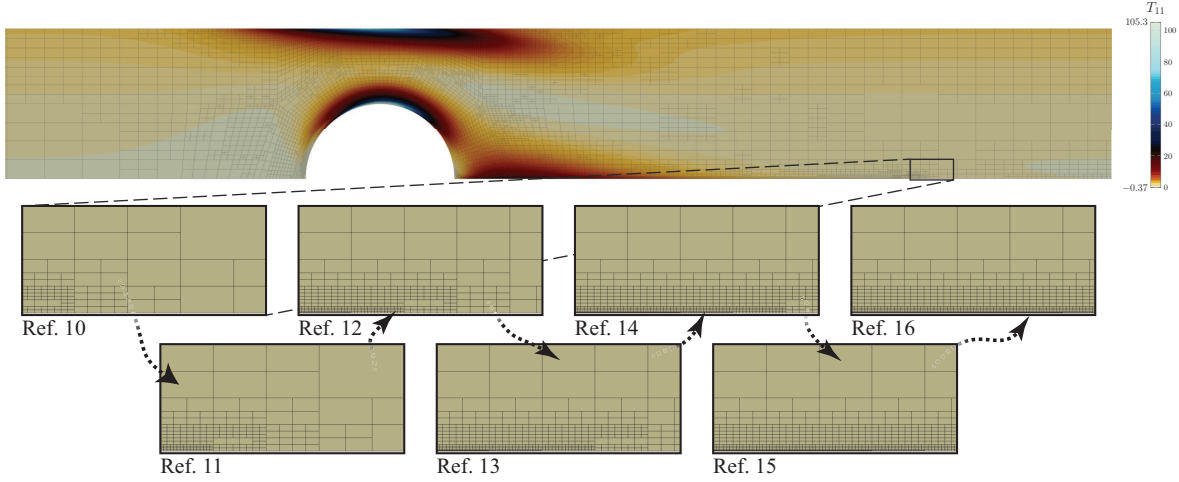 T11
105.3
100
80
60
40
20
0
−0.37
Ref. 10
Ref. 12
Ref. 14
Ref. 16
Ref. 11
Ref. 13
Ref. 15